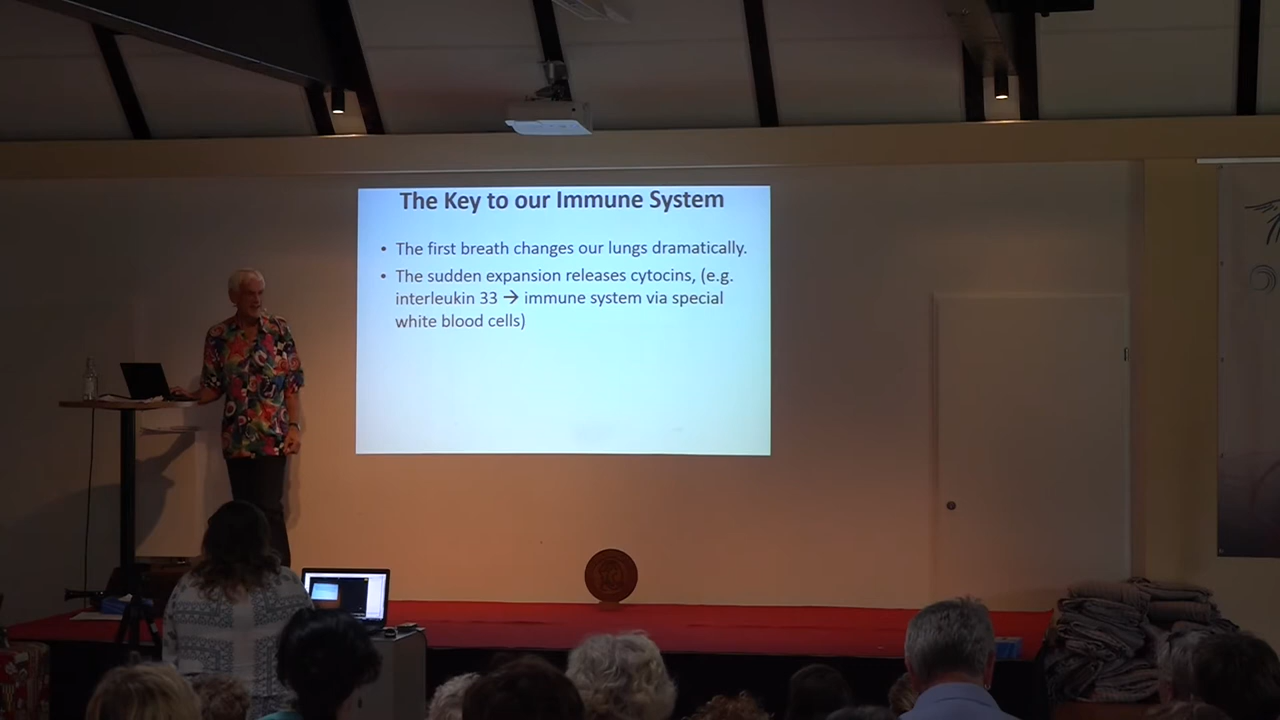 The Key to our Immune System
• The first breath changes our lungs dramatically.
• The sudden expansion releases cytocins, (e.g.
interleukin 33 → immune system via special
white blood cells)